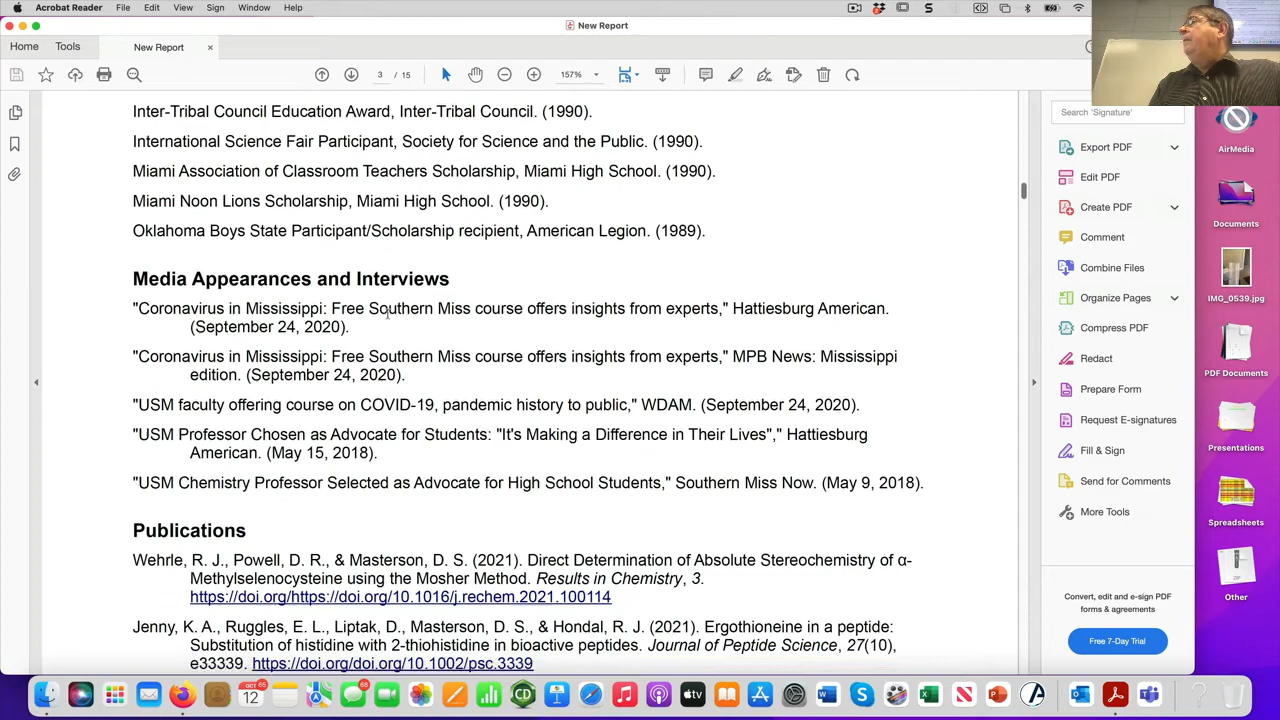 Acrobat Reader File Edit View Sign Window Help
New Report
Home Tools New Report ×
3 / 15 157%
Inter-Tribal Council Education Award, Inter-Tribal Council. (1990).
International Science Fair Participant, Society for Science and the Public. (1990).
Miami Association of Classroom Teachers Scholarship, Miami High School. (1990).
Miami Noon Lions Scholarship, Miami High School. (1990).
Oklahoma Boys State Participant/Scholarship recipient, American Legion. (1989).
Media Appearances and Interviews
"Coronavirus in Mississippi: Free Southern Miss course offers insights from experts," Hattiesburg American.
(September 24, 2020).
"Coronavirus in Mississippi: Free Southern Miss course offers insights from experts," MPB News: Mississippi
edition. (September 24, 2020).
"USM faculty offering course on COVID-19, pandemic history to public," WDAM. (September 24, 2020).
"USM Professor Chosen as Advocate for Students: "It's Making a Difference in Their Lives"," Hattiesburg
American. (May 15, 2018).
"USM Chemistry Professor Selected as Advocate for High School Students," Southern Miss Now. (May 9, 2018).
Publications
Wehrle, R. J., Powell, D. R., & Masterson, D. S. (2021). Direct Determination of Absolute Stereochemistry of α-
Methylselenocysteine using the Mosher Method. Results in Chemistry, 3.
https://doi.org/https://doi.org/10.1016/j.rechem.2021.100114
Jenny, K. A., Ruggles, E. L., Liptak, D., Masterson, D. S., & Hondal, R. J. (2021). Ergothioneine in a peptide:
Substitution of histidine with 2-thiohistidine in bioactive peptides. Journal of Peptide Science, 27(10),
e33339. https://doi.org/doi.org/10.1002/psc.3339
Search 'Signature'
Export PDF
Edit PDF
Create PDF
Comment
Combine Files
Organize Pages
Compress PDF
Redact
Prepare Form
Request E-signatures
Fill & Sign
Send for Comments
More Tools
Convert, edit and e-sign PDF
forms & agreements
Free 7-Day Trial
AirMedia
Documents
IMG_0539.jpg
PDF Documents
Presentations
Spreadsheets
Other
OCT
12
65
68
CD
tv